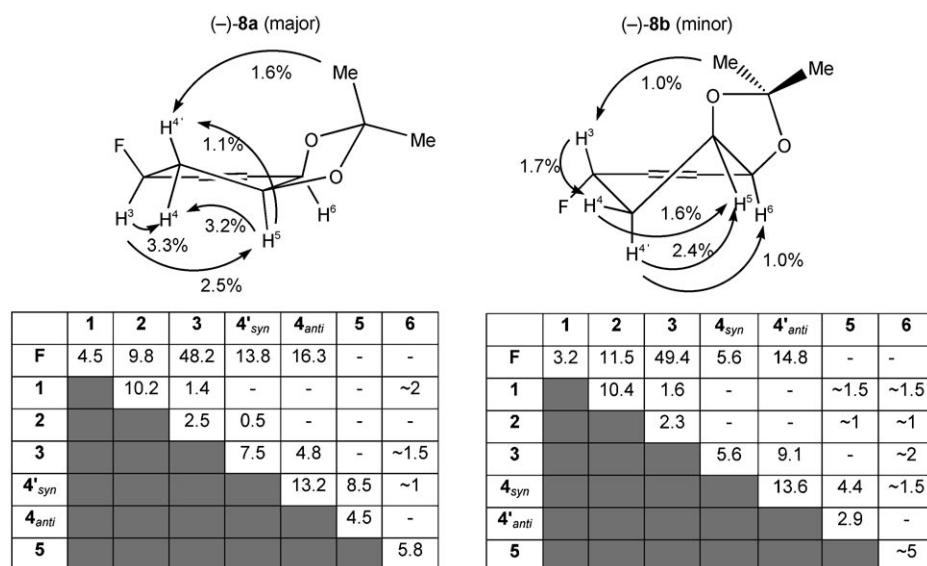 (–)-8a (major)
(–)-8b (minor)
1.6%
Me
H4'
1.1%
O
Me
F
O
H3
H4
3.2%
H5
H6
3.3%
2.5%
Me
Me
1.0%
O
H3
O
1.7%
H4
F
1.6%
H5
H6
H4'
2.4%
1.0%
1 2 3 4'syn 4anti 5 6
F 4.5 9.8 48.2 13.8 16.3 - -
1 10.2 1.4 - - - ~2
2 2.5 0.5 - - -
3 7.5 4.8 - ~1.5
4'syn 13.2 8.5 ~1
4anti 4.5 -
5 5.8
1 2 3 4syn 4'anti 5 6
F 3.2 11.5 49.4 5.6 14.8 - -
1 10.4 1.6 - - ~1.5 ~1.5
2 2.3 - - ~1 ~1
3 5.6 9.1 - ~2
4syn 13.6 4.4 ~1.5
4'anti 2.9 -
5 ~5